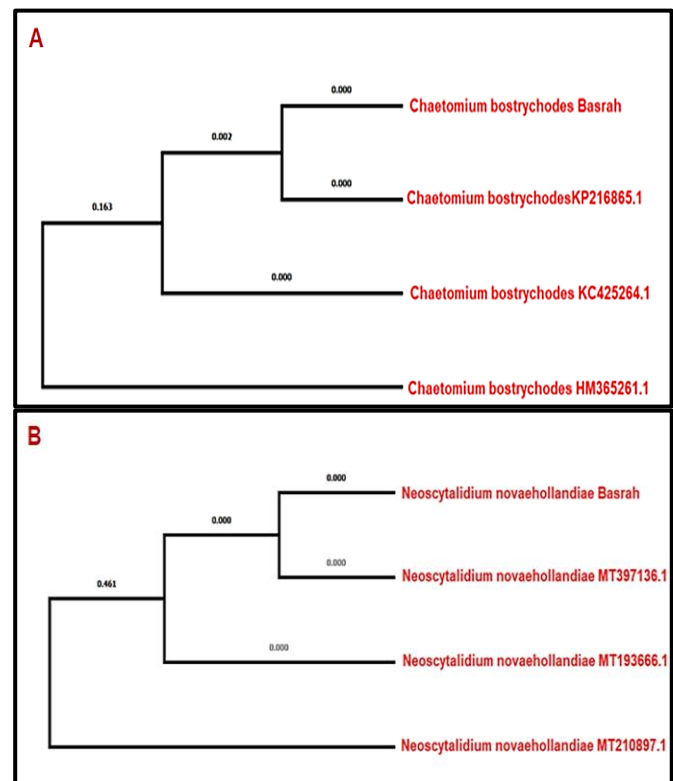 A
0.000
Chaetomium bostrychodes Basrah
0.002
0.000
Chaetomium bostrychodesKP216865.1
0.163
0.000
Chaetomium bostrychodes KC425264.1
Chaetomium bostrychodes HM365261.1
B
0.000
Neoscytalidium novaehollandiae Basrah
0.000
0.000
Neoscytalidium novaehollandiae MT397136.1
0.461
0.000
Neoscytalidium novaehollandiae MT193666.1
Neoscytalidium novaehollandiae MT210897.1